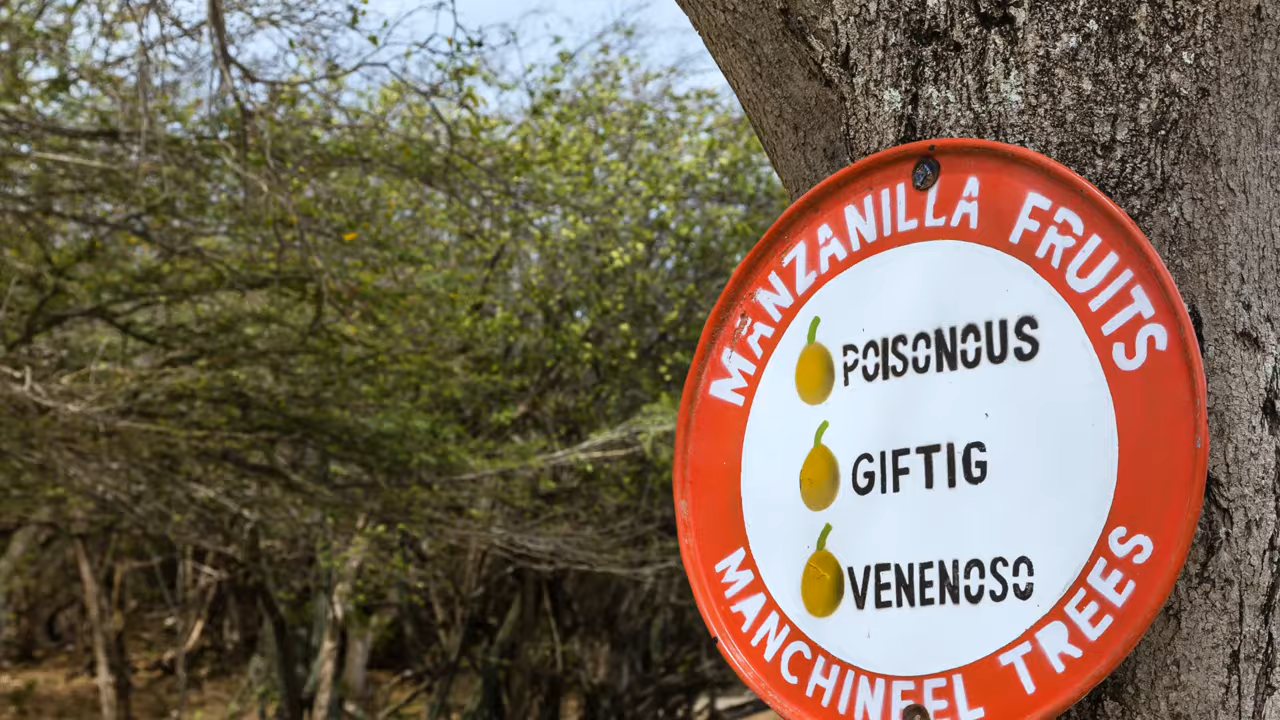 MANZANILLA FRUITS
POISONOUS
GIFTIG
VENENOSO
MANCHINEEL TREES